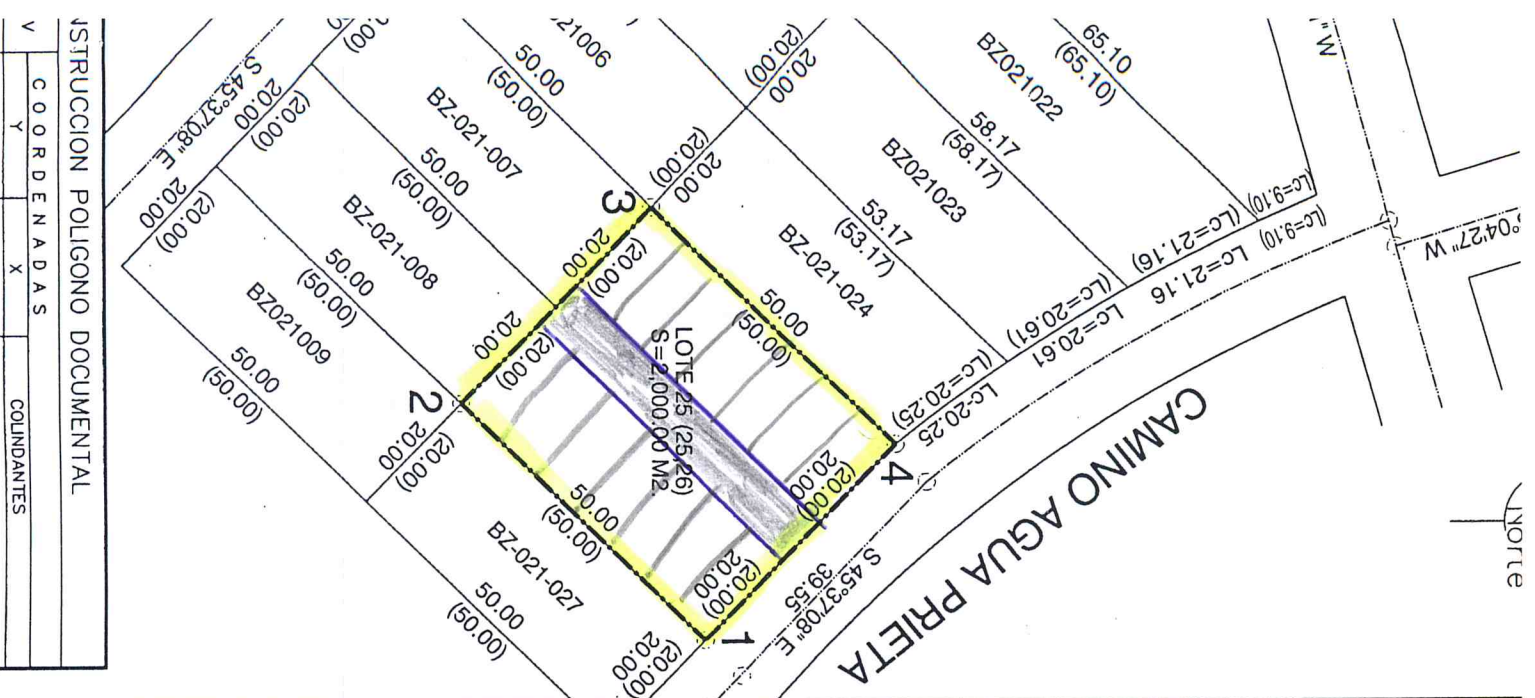 NSTRUCCION POLIGONO DOCUMENTAL
V
COORDENADAS
Y
X
COLINDANTES
S 45°37'08" E
20.00
(20.00)
20.00
(20.00)
021006
50.00
(50.00)
BZ-021-007
50.00
(50.00)
BZ-021-008
50.00
(50.00)
BZ021009
50.00
(50.00)
(20.00)
20.00
(20.00)
20.00
65.10
(65.10)
BZ021022
58.17
(58.17)
BZ021023
53.17
(53.17)
BZ-021-024
50.00
(50.00)
3
20.00
(20.00)
20.00
(20.00)
2
20.00
(20.00)
LOTE 25 (25,26)
S=2,000.00 M2.
4
(20.00)
20.00
(20.00)
20.00
1
50.00
(50.00)
BZ-021-027
50.00
(50.00)
(20.00)
20.00
(Lc=9.10)
(Lc=9.10)
(Lc=21.16)
Lc=21.16
(Lc=20.61)
Lc=20.61
(Lc=20.25)
Lc-20.25
S 45°37'08" E
39.55
CAMINO AGUA PRIETA
" W
°04'27" W
Norte